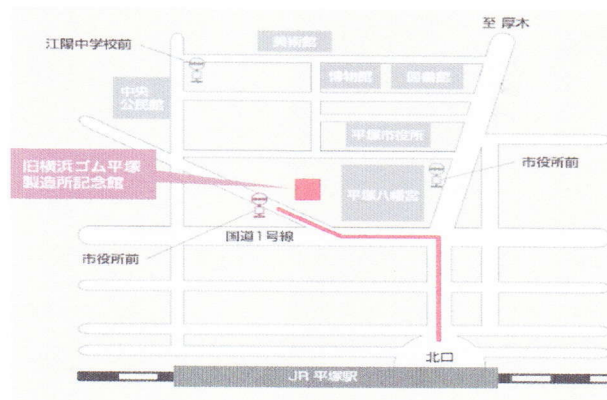 至 厚木
江陽中学校前
美術館
博物館
図書館
中央
公民館
平塚市役所
旧横浜ゴム平塚
製造所記念館
平塚八幡宮
市役所前
国道1号線
市役所前
北口
JR 平塚駅